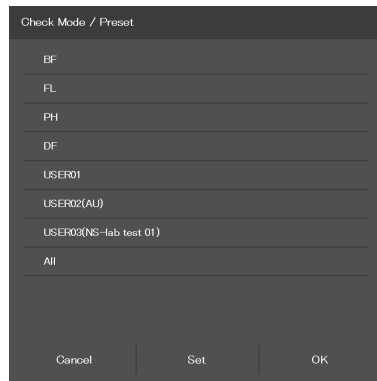 Check Mode / Preset
BF
FL
PH
DF
USER01
USER02(AU)
USER03(NS-lab test 01)
All
Cancel Set OK